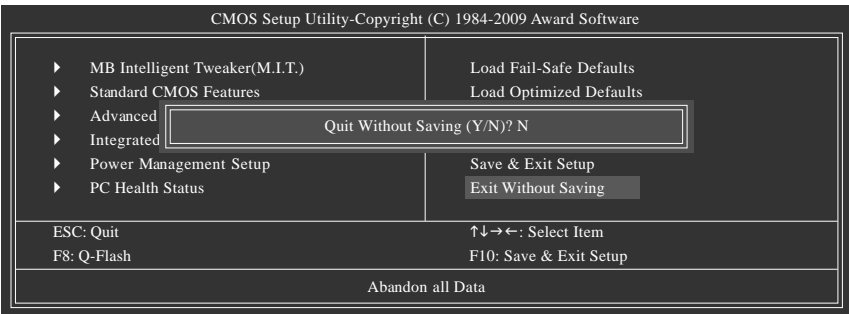 CMOS Setup Utility-Copyright (C) 1984-2009 Award Software
MB Intelligent Tweaker(M.I.T.)
Standard CMOS Features
Advanced
Integrated
Power Management Setup
PC Health Status
Load Fail-Safe Defaults
Load Optimized Defaults
Save & Exit Setup
Exit Without Saving
Quit Without Saving (Y/N)? N
ESC: Quit
↑↓→←: Select Item
F8: Q-Flash
F10: Save & Exit Setup
Abandon all Data